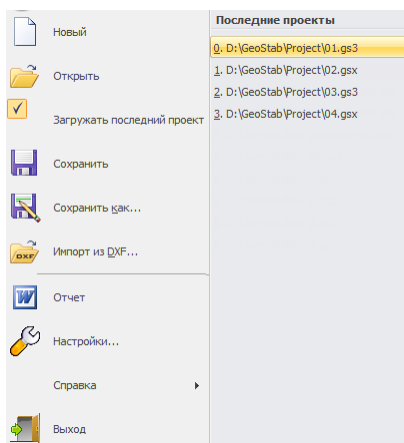 Новый
Открыть
Загружать последний проект
Сохранить
Сохранить как...
DXF
Импорт из DXF...
W
Отчет
Настройки...
Справка
Выход
Последние проекты
0. D:\GeoStab\Project\01.gs3
1. D:\GeoStab\Project\02.gsx
2. D:\GeoStab\Project\03.gs3
3. D:\GeoStab\Project\04.gsx